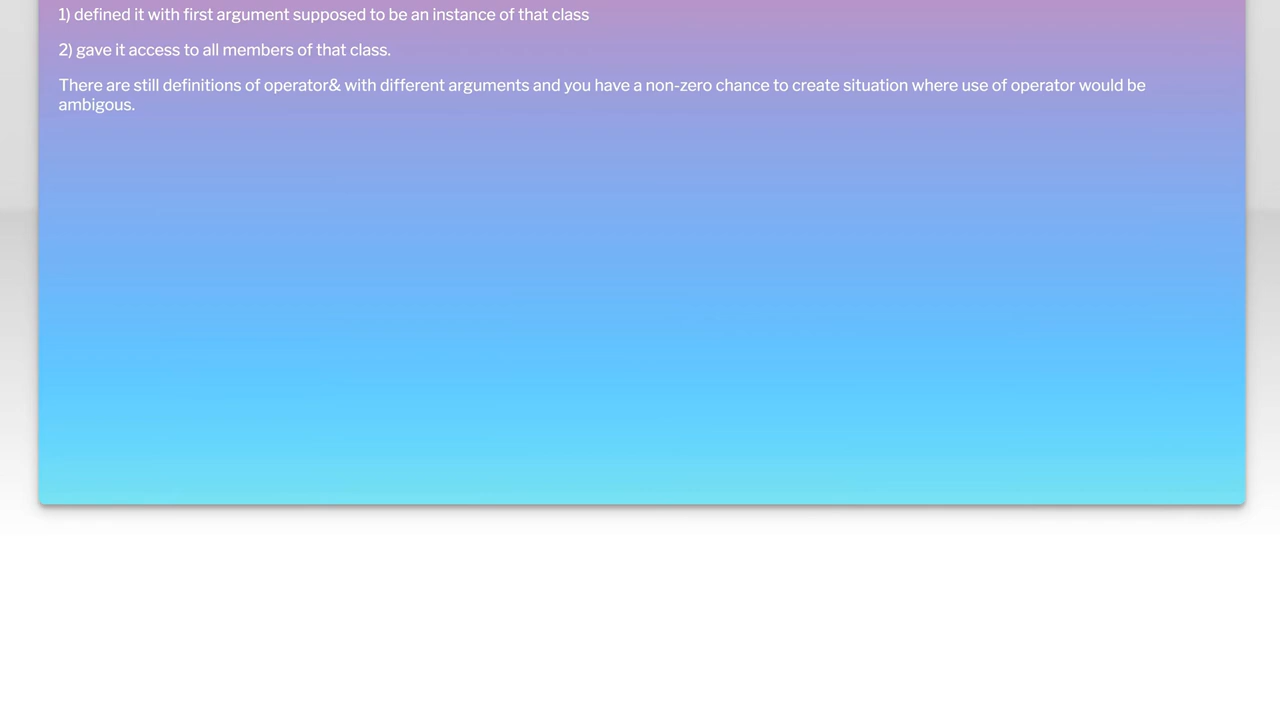 1) defined it with first argument supposed to be an instance of that class
2) gave it access to all members of that class.
There are still definitions of operator& with different arguments and you have a non-zero chance to create situation where use of operator would be
ambigous.